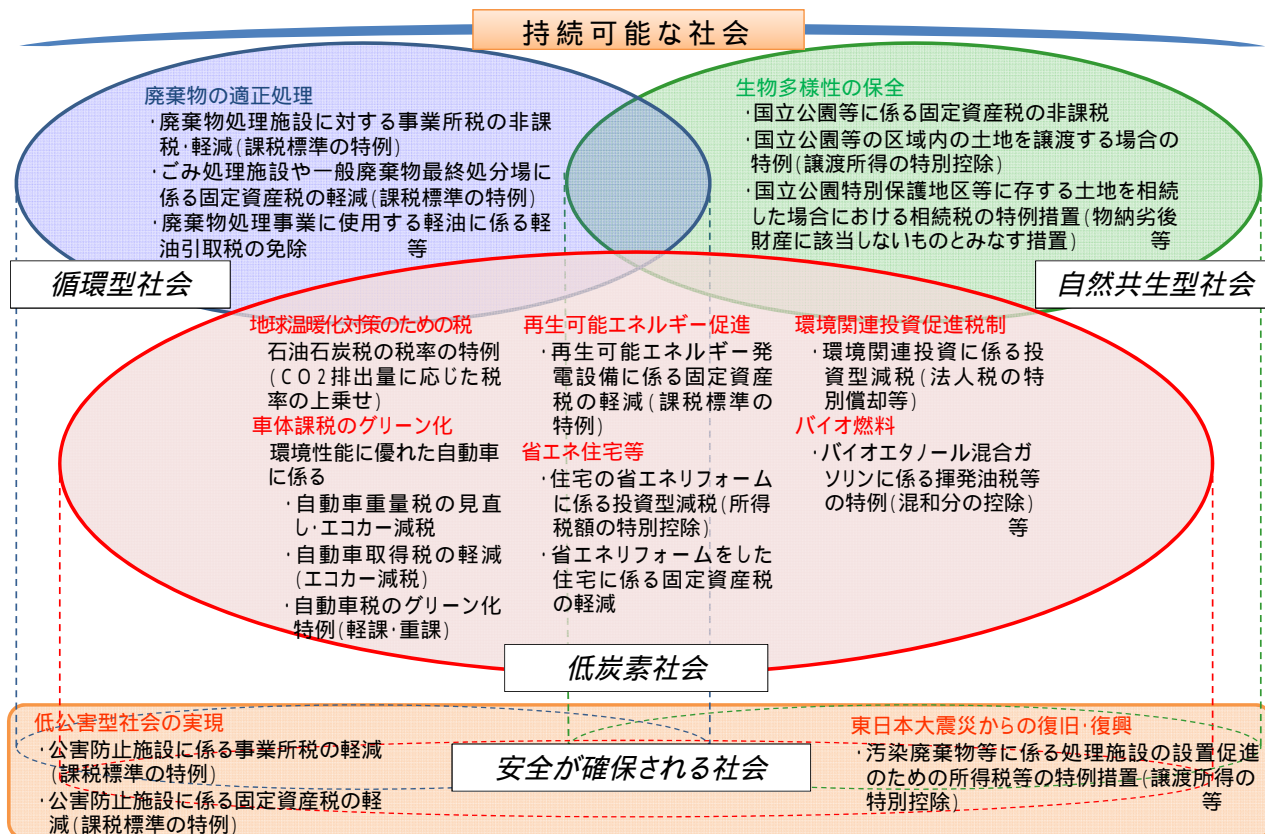 持続可能な社会
廃棄物の適正処理
･廃棄物処理施設に対する事業所税の非課
税･軽減(課税標準の特例)
･ごみ処理施設や一般廃棄物最終処分場に
係る固定資産税の軽減(課税標準の特例)
･廃棄物処理事業に使用する軽油に係る軽
油引取税の免除 等
循環型社会
生物多様性の保全
･国立公園等に係る固定資産税の非課税
･国立公園等の区域内の土地を譲渡する場合の
特例(譲渡所得の特別控除)
･国立公園特別保護地区等に存する土地を相続
した場合における相続税の特例措置(物納劣後
財産に該当しないものとみなす措置) 等
自然共生型社会
地球温暖化対策のための税
石油石炭税の税率の特例
(CO2排出量に応じた税
率の上乗せ)
車体課税のグリーン化
環境性能に優れた自動車
に係る
･自動車重量税の見直
し･エコカー減税
･自動車取得税の軽減
(エコカー減税)
･自動車税のグリーン化
特例(軽課･重課)
再生可能エネルギー促進
･再生可能エネルギー発
電設備に係る固定資産
税の軽減(課税標準の
特例)
省エネ住宅等
･住宅の省エネリフォーム
に係る投資型減税(所得
税額の特別控除)
･省エネリフォームをした
住宅に係る固定資産税
の軽減
環境関連投資促進税制
･環境関連投資に係る投
資型減税(法人税の特
別償却等)
バイオ燃料
･バイオエタノール混合ガ
ソリンに係る揮発油税等
の特例(混和分の控除)
等
低炭素社会
低公害型社会の実現
･公害防止施設に係る事業所税の軽減
(課税標準の特例)
･公害防止施設に係る固定資産税の軽
減(課税標準の特例)
安全が確保される社会
東日本大震災からの復旧･復興
･汚染廃棄物等に係る処理施設の設置促進
のための所得税等の特例措置(譲渡所得の
特別控除) 等